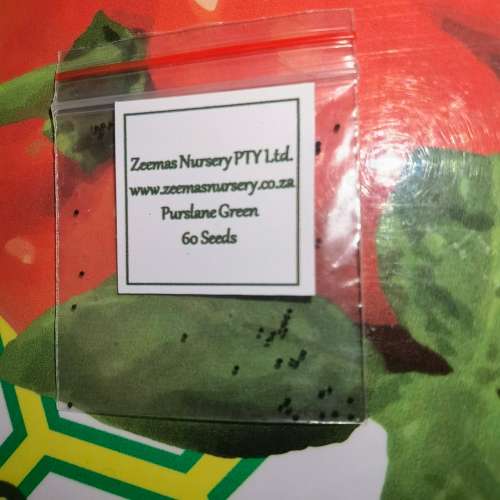 Zeemas Nursery PTY Ltd.
www.zeemasnursery.co.za
Purslane Green
60 Seeds